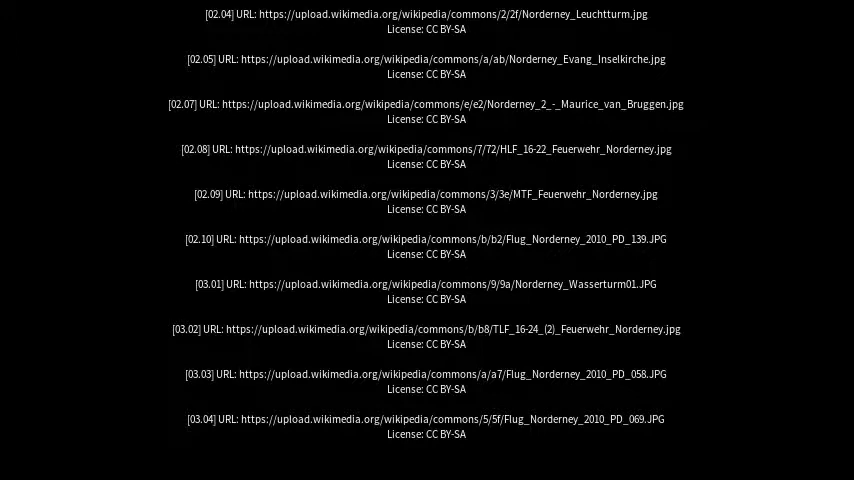 [02.04] URL: https://upload.wikimedia.org/wikipedia/commons/2/2f/Norderney_Leuchtturm.jpg
License: CC BY-SA
[02.05] URL: https://upload.wikimedia.org/wikipedia/commons/a/ab/Norderney_Evang_Inselkirche.jpg
License: CC BY-SA
[02.07] URL: https://upload.wikimedia.org/wikipedia/commons/e/e2/Norderney_2_-_Maurice_van_Bruggen.jpg
License: CC BY-SA
[02.08] URL: https://upload.wikimedia.org/wikipedia/commons/7/72/HLF_16-22_Feuerwehr_Norderney.jpg
License: CC BY-SA
[02.09] URL: https://upload.wikimedia.org/wikipedia/commons/3/3e/MTF_Feuerwehr_Norderney.jpg
License: CC BY-SA
[02.10] URL: https://upload.wikimedia.org/wikipedia/commons/b/b2/Flug_Norderney_2010_PD_139.JPG
License: CC BY-SA
[03.01] URL: https://upload.wikimedia.org/wikipedia/commons/9/9a/Norderney_Wasserturm01.JPG
License: CC BY-SA
[03.02] URL: https://upload.wikimedia.org/wikipedia/commons/b/b8/TLF_16-24_(2)_Feuerwehr_Norderney.jpg
License: CC BY-SA
[03.03] URL: https://upload.wikimedia.org/wikipedia/commons/a/a7/Flug_Norderney_2010_PD_058.JPG
License: CC BY-SA
[03.04] URL: https://upload.wikimedia.org/wikipedia/commons/5/5f/Flug_Norderney_2010_PD_069.JPG
License: CC BY-SA